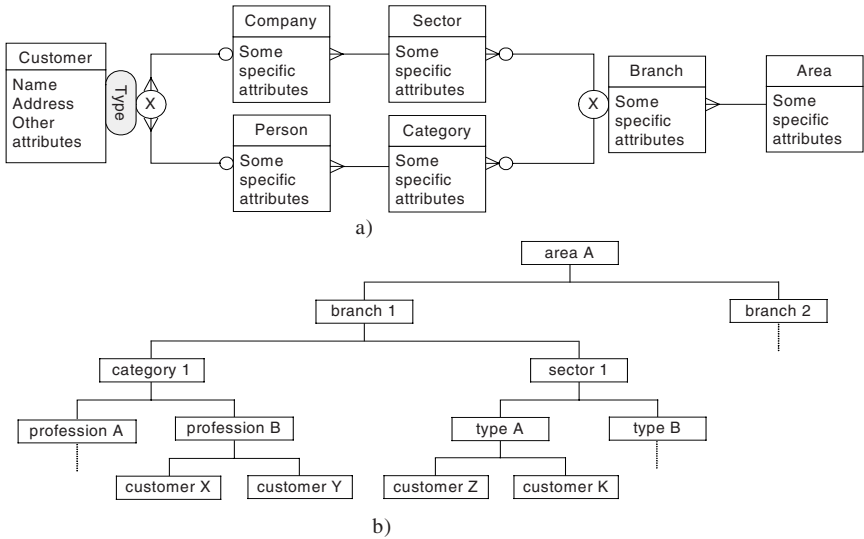 Customer
Name
Address
Other
attributes
Type
X
Company
Some
specific
attributes
Sector
Some
specific
attributes
Person
Some
specific
attributes
Category
Some
specific
attributes
X
Branch
Some
specific
attributes
Area
Some
specific
attributes
a)
area A
branch 1
branch 2
category 1
sector 1
profession A
profession B
type A
type B
customer X
customer Y
customer Z
customer K
b)